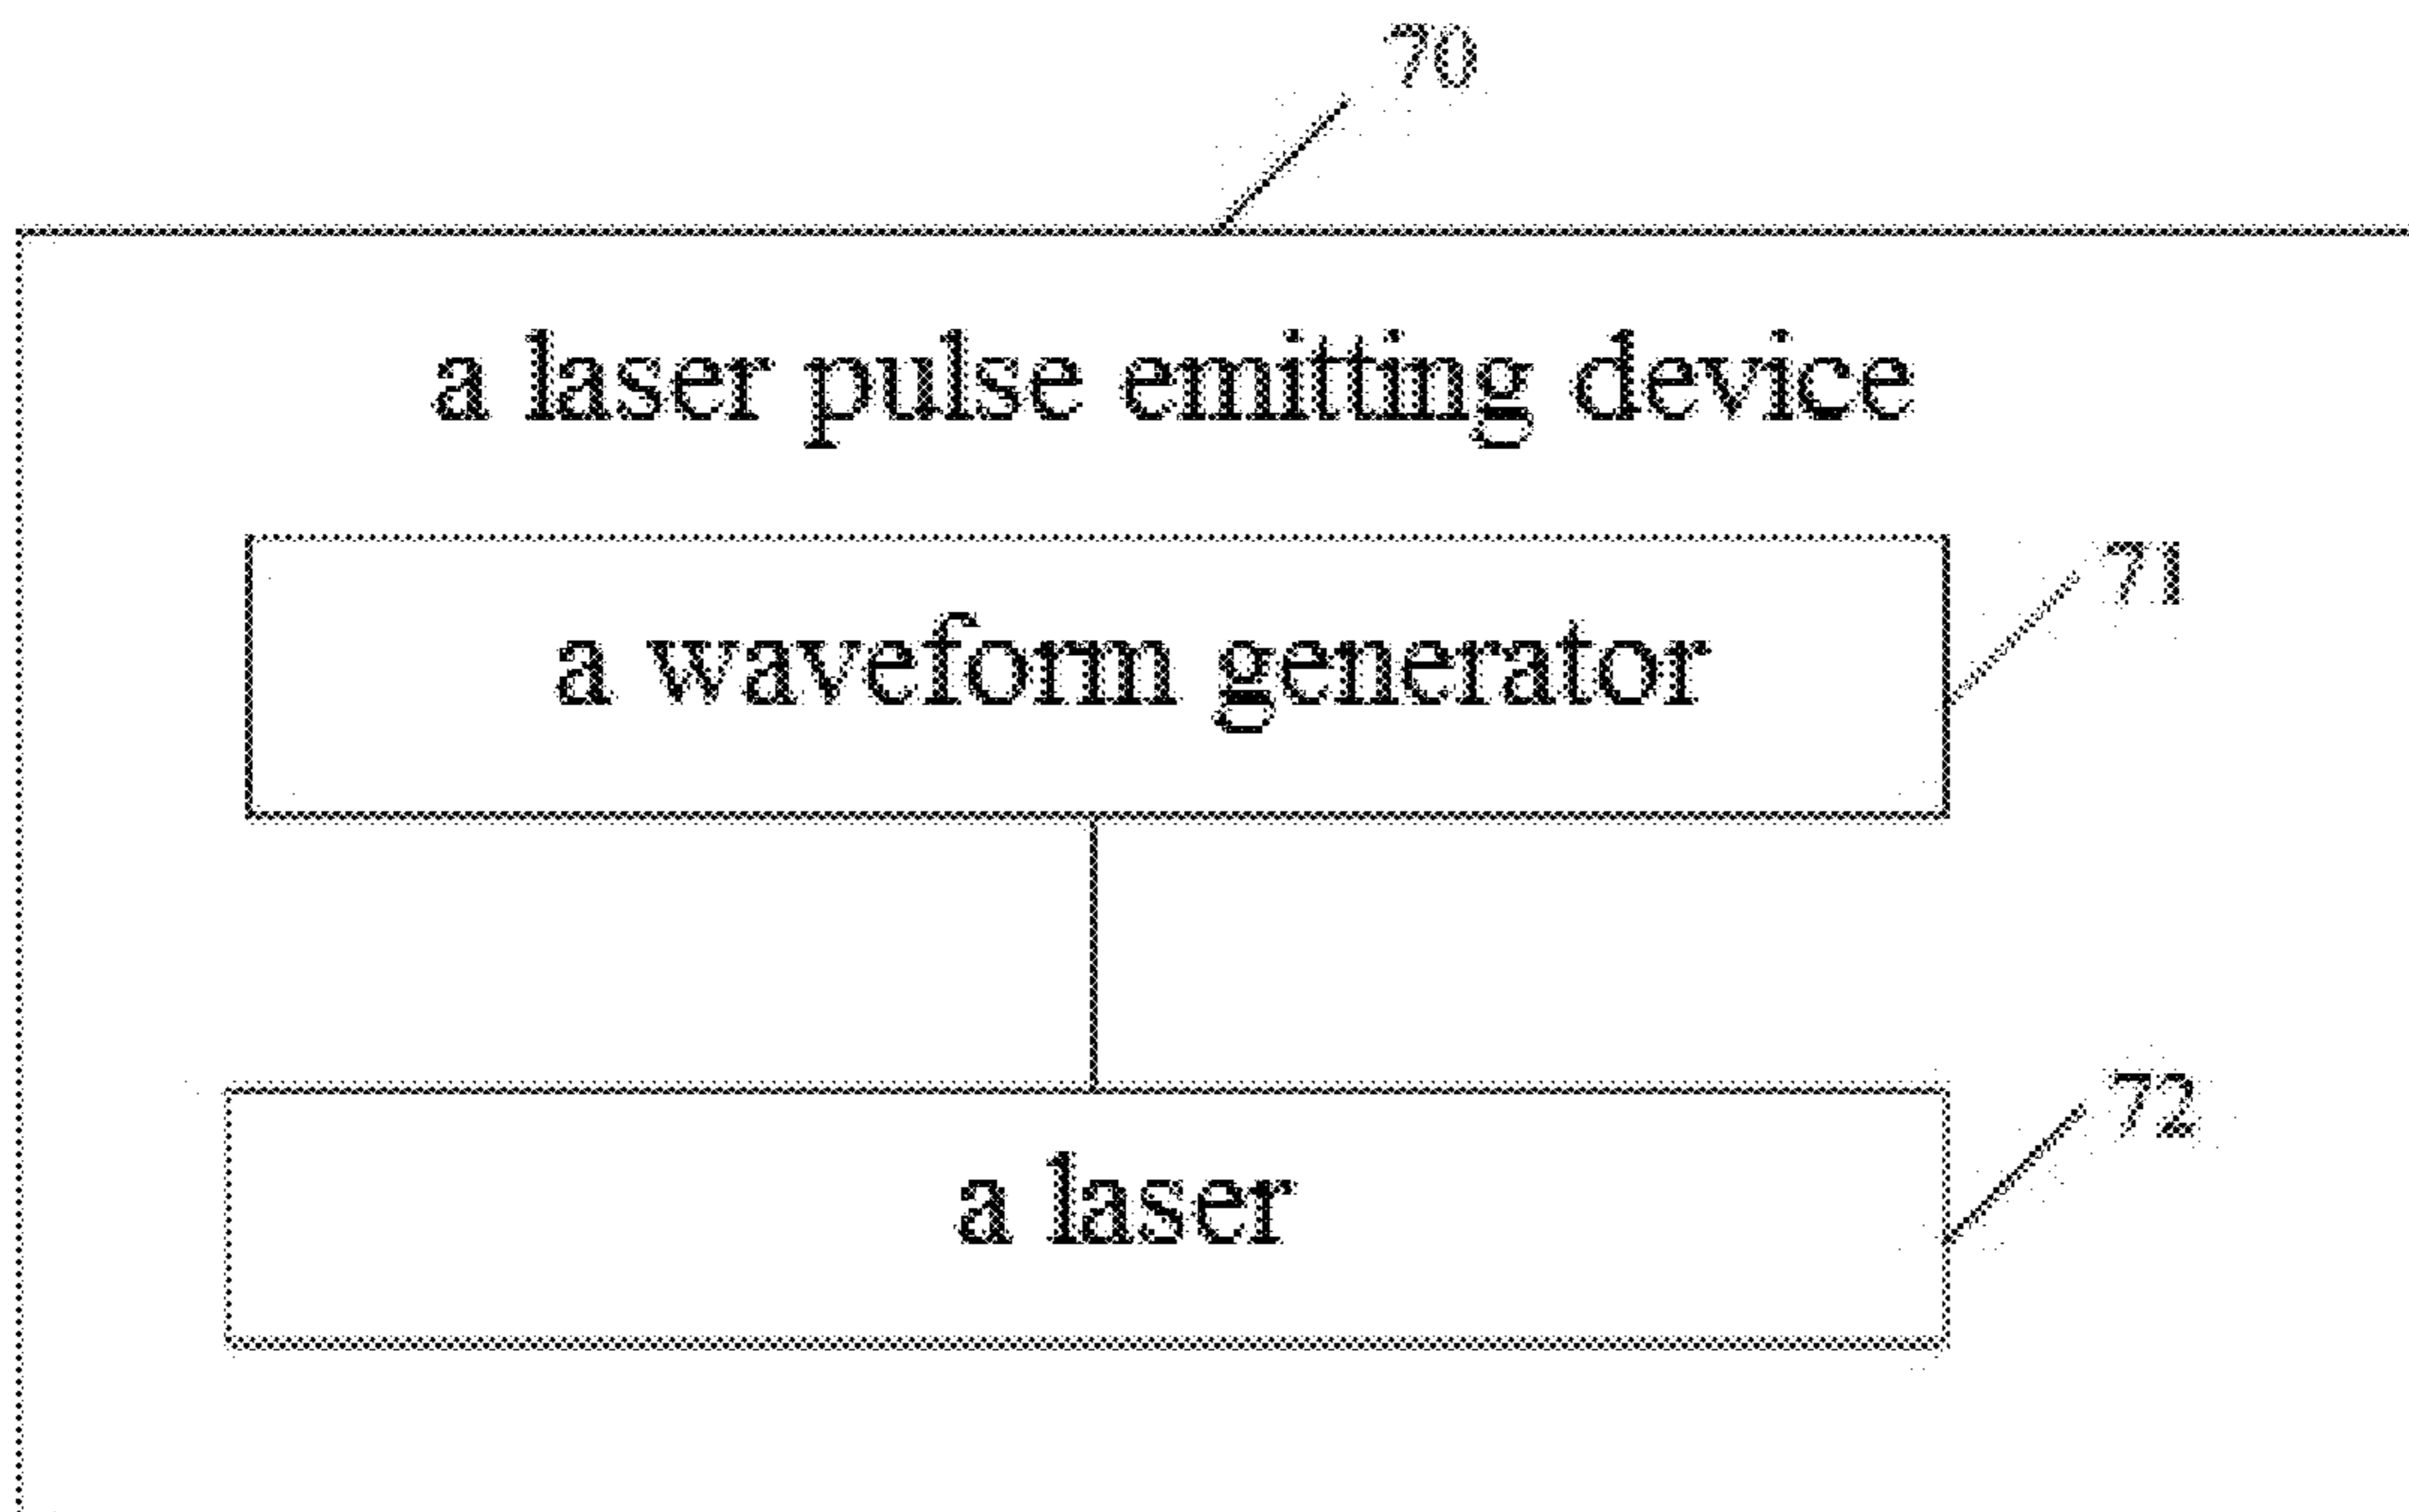 70
a laser pulse emitting device
71
a waveform generator
72
a laser